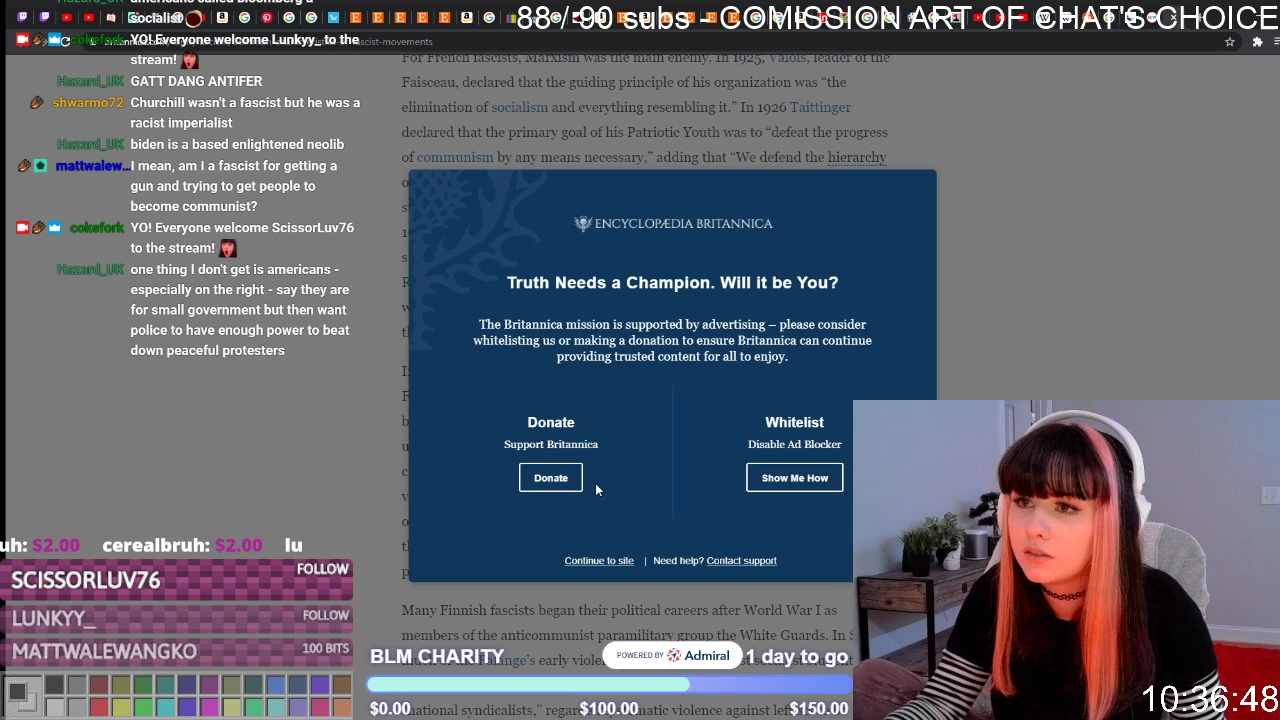 88/90 subs - COMMISSION ART OF CHAT'S CHOICE
socialist
cokefork YO! Everyone welcome Lunkyy_ to the
stream!
Hazard_UK GATT DANG ANTIFER
shwarmo72 Churchill wasn't a fascist but he was a
racist imperialist
Hazard_UK biden is a based enlightened neolib
mattwalew... I mean, am I a fascist for getting a
gun and trying to get people to
become communist?
cokefork YO! Everyone welcome ScissorLuv76
to the stream!
Hazard_UK one thing I don't get is americans -
especially on the right - say they are
for small government but then want
police to have enough power to beat
down peaceful protesters
For French fascists, Marxism was the main enemy. In 1925, Valois, leader of the
Faisceau, declared that the guiding principle of his organization was "the
elimination of socialism and everything resembling it." In 1926 Taittinger
declared that the primary goal of his Patriotic Youth was to "defeat the progress
of communism by any means necessary," adding that "We defend the hierarchy
ENCYCLOPÆDIA BRITANNICA
Truth Needs a Champion. Will it be You?
The Britannica mission is supported by advertising – please consider
whitelisting us or making a donation to ensure Britannica can continue
providing trusted content for all to enjoy.
Donate
Support Britannica
Donate
Whitelist
Disable Ad Blocker
Show Me How
Continue to site | Need help? Contact support
Many Finnish fascists began their political careers after World War I as
members of the anticommunist paramilitary group the White Guards. In
early
uh: $2.00 cerealbruh: $2.00 lu
SCISSORLUV76 FOLLOW
LUNKYY_ FOLLOW
MATTWALEWANGKO 100 BITS
BLM CHARITY
POWERED BY Admiral
1 day to go
$0.00 $100.00 $150.00
10:36:48